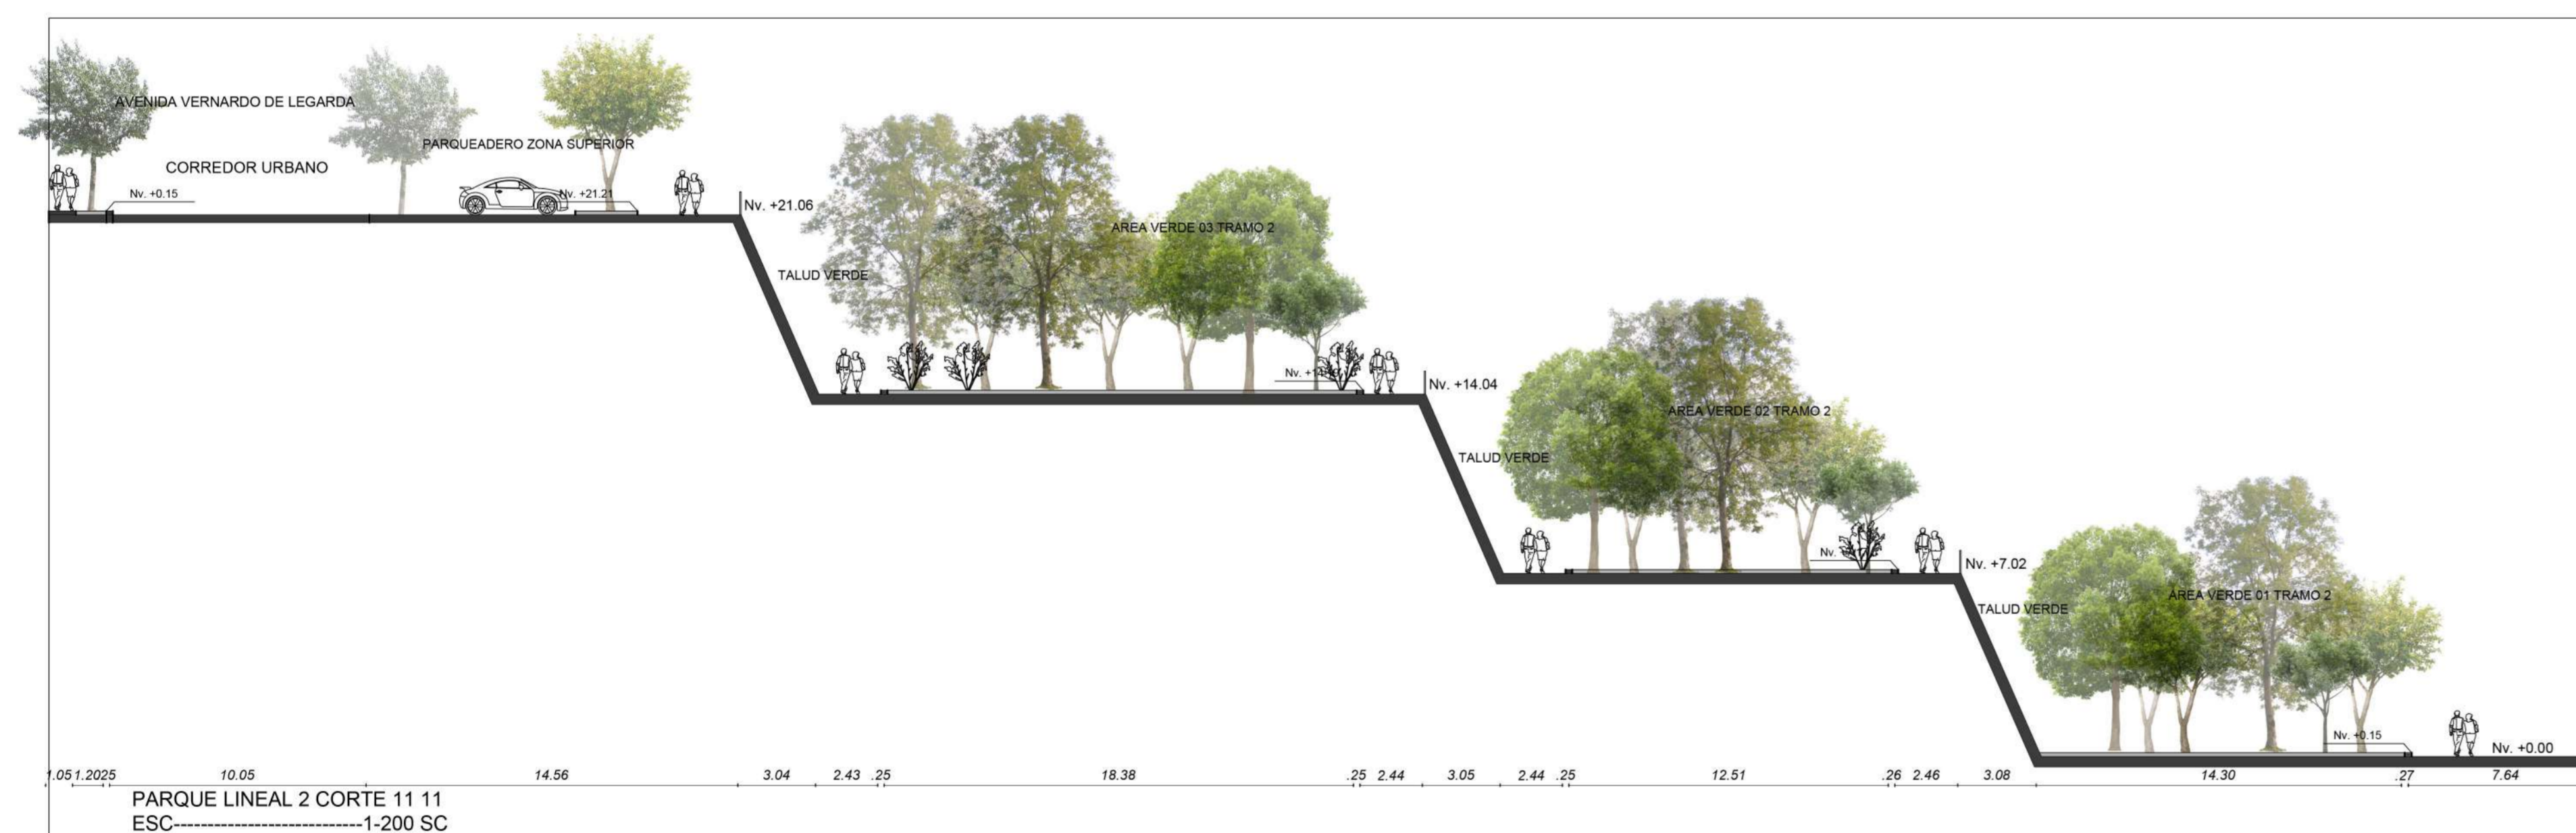 AVENIDA VERNARDO DE LEGARDA
PARQUEADERO ZONA SUPERIOR
CORREDOR URBANO
Nv. +0.15
Nv. +21.21
Nv. +21.06
AREA VERDE 03 TRAMO 2
TALUD VERDE
Nv.
Nv. +14.04
AREA VERDE 02 TRAMO 2
TALUD VERDE
Nv.
Nv. +7.02
AREA VERDE 01 TRAMO 2
TALUD VERDE
Nv. +0.15
Nv. +0.00
1.05 1.20 25 10.05 14.56 3.04 2.43 .25 18.38 .25 2.44 3.05 2.44 .25 12.51 .26 2.46 3.08 14.30 .27 7.64
PARQUE LINEAL 2 CORTE 11 11
ESC----------------------------1-200 SC